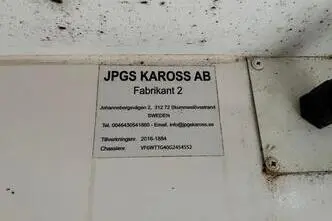 JPGS KAROSS AB
Fabrikant 2
Johannebergsvägen 2, 312 72 Skummeslövsstrand
SWEDEN
Tel. 0046430541860 - Email. info@jpgskaross.se
Tillverkningsnr. 2016-1884
Chassienr. VF6WTTG40G2454552